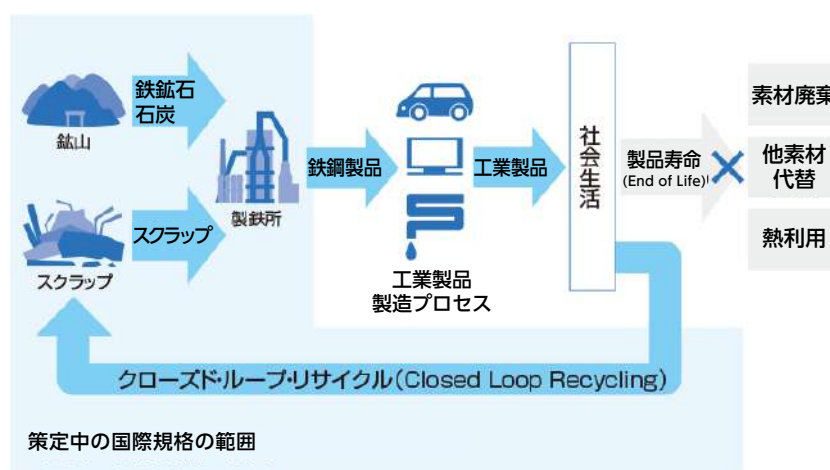 鉄鉱石
石炭
鉱山
スクラップ
スクラップ
製鉄所
鉄鋼製品
工業製品
製造プロセス
工業製品
社会生活
製品寿命
(End of Life)
素材廃棄
他素材
代替
熱利用
クローズド・ループ・リサイクル(Closed Loop Recycling)
策定中の国際規格の範囲